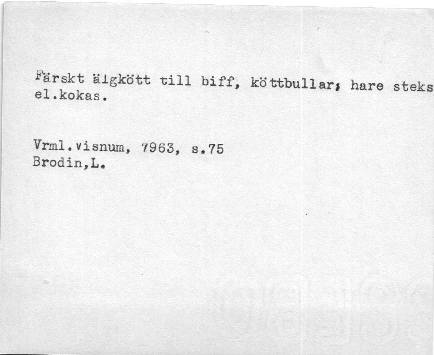 Färskt älgkött till biff, köttbullar, hare steks
el.kokas.
Vrml.visnum, 1963, s.75
Brodin,L.